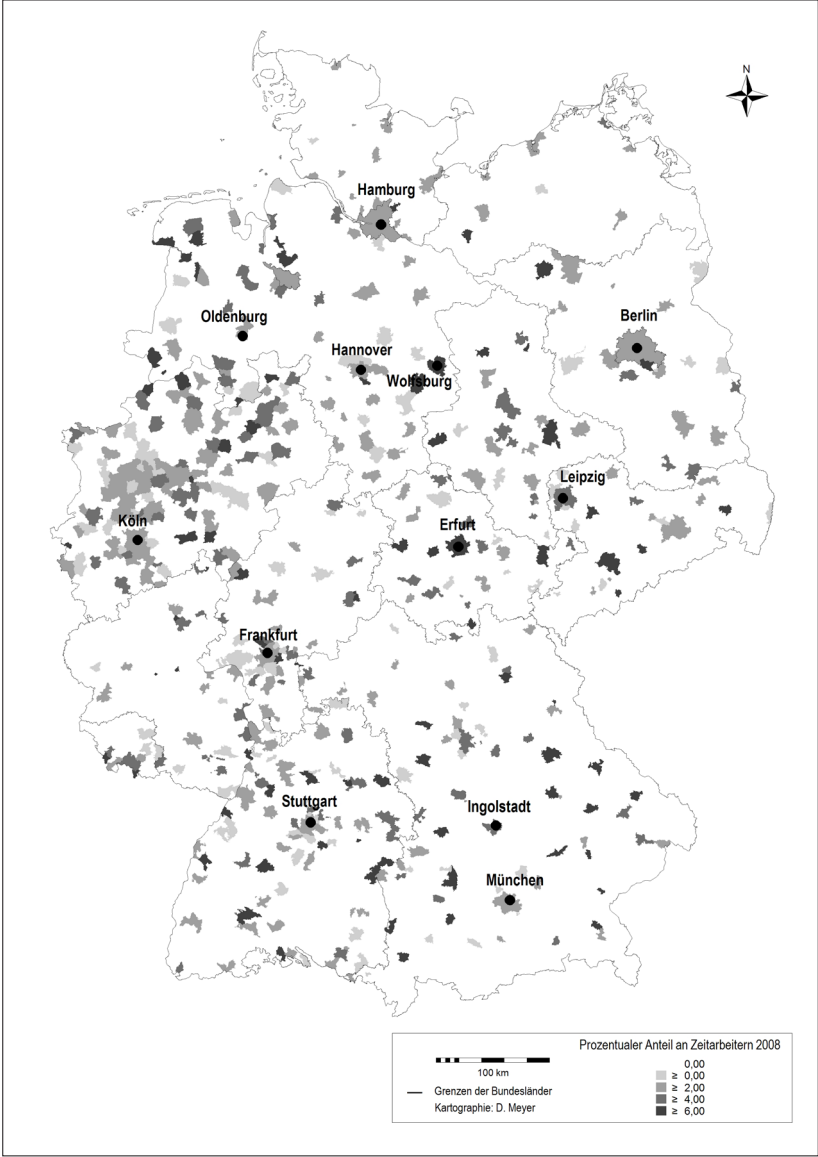 N
Hamburg
Oldenburg
Berlin
Hannover
Wolfsburg
Leipzig
Köln
Erfurt
Frankfurt
Stuttgart
Ingolstadt
München
Prozentualer Anteil an Zeitarbeitern 2008
0,00
≥ 0,00
≥ 2,00
≥ 4,00
≥ 6,00
100 km
Grenzen der Bundesländer
Kartographie: D. Meyer